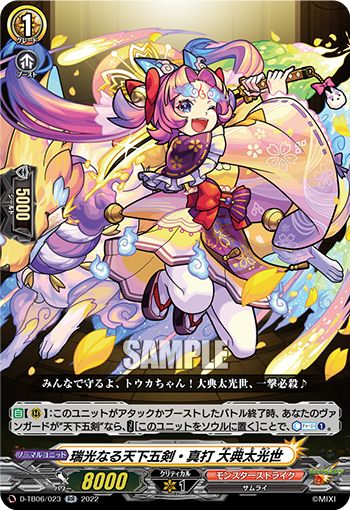 1
グレード
ブースト
5000
シールド
SAMPLE
みんなで守るよ、トウカちゃん！大典太光世、一撃必殺♪
:このユニットがアタックかブーストしたバトル終了時、あなたのヴァ
ンガードが“天下五剣”なら、【(このユニットをソウルに置く)ことで、
ノーマルユニット
瑞光なる天下五剣・真打 大典太光世
パワー
8000
クリティカル
1
モンスターストライク
サムライ
D-TB06/023 RR 2022
©MIXI